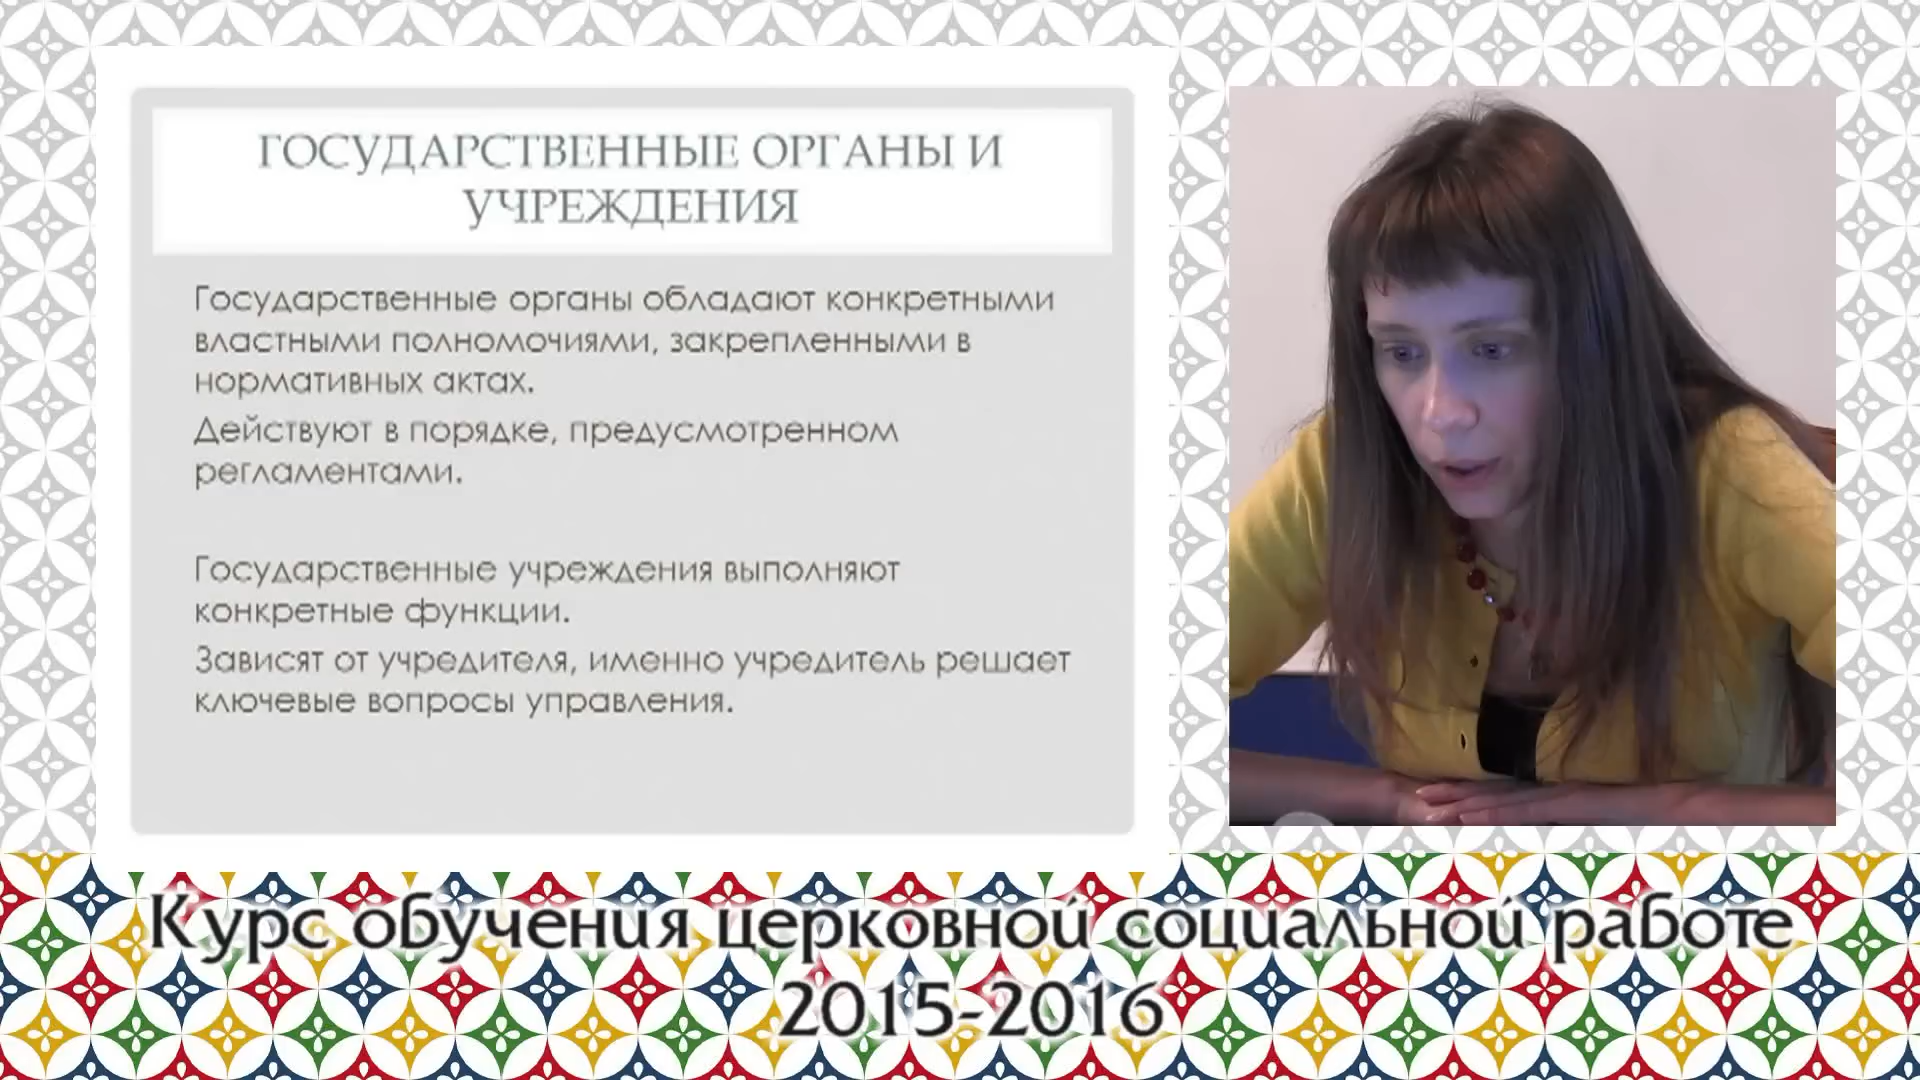 ГОСУДАРСТВЕННЫЕ ОРГАНЫ И
УЧРЕЖДЕНИЯ
Государственные органы обладают конкретными
властными полномочиями, закрепленными в
нормативных актах.
Действуют в порядке, предусмотренном
регламентами.
Государственные учреждения выполняют
конкретные функции.
Зависят от учредителя, именно учредитель решает
ключевые вопросы управления.
Курс обучения церковной социальной работе
2015-2016